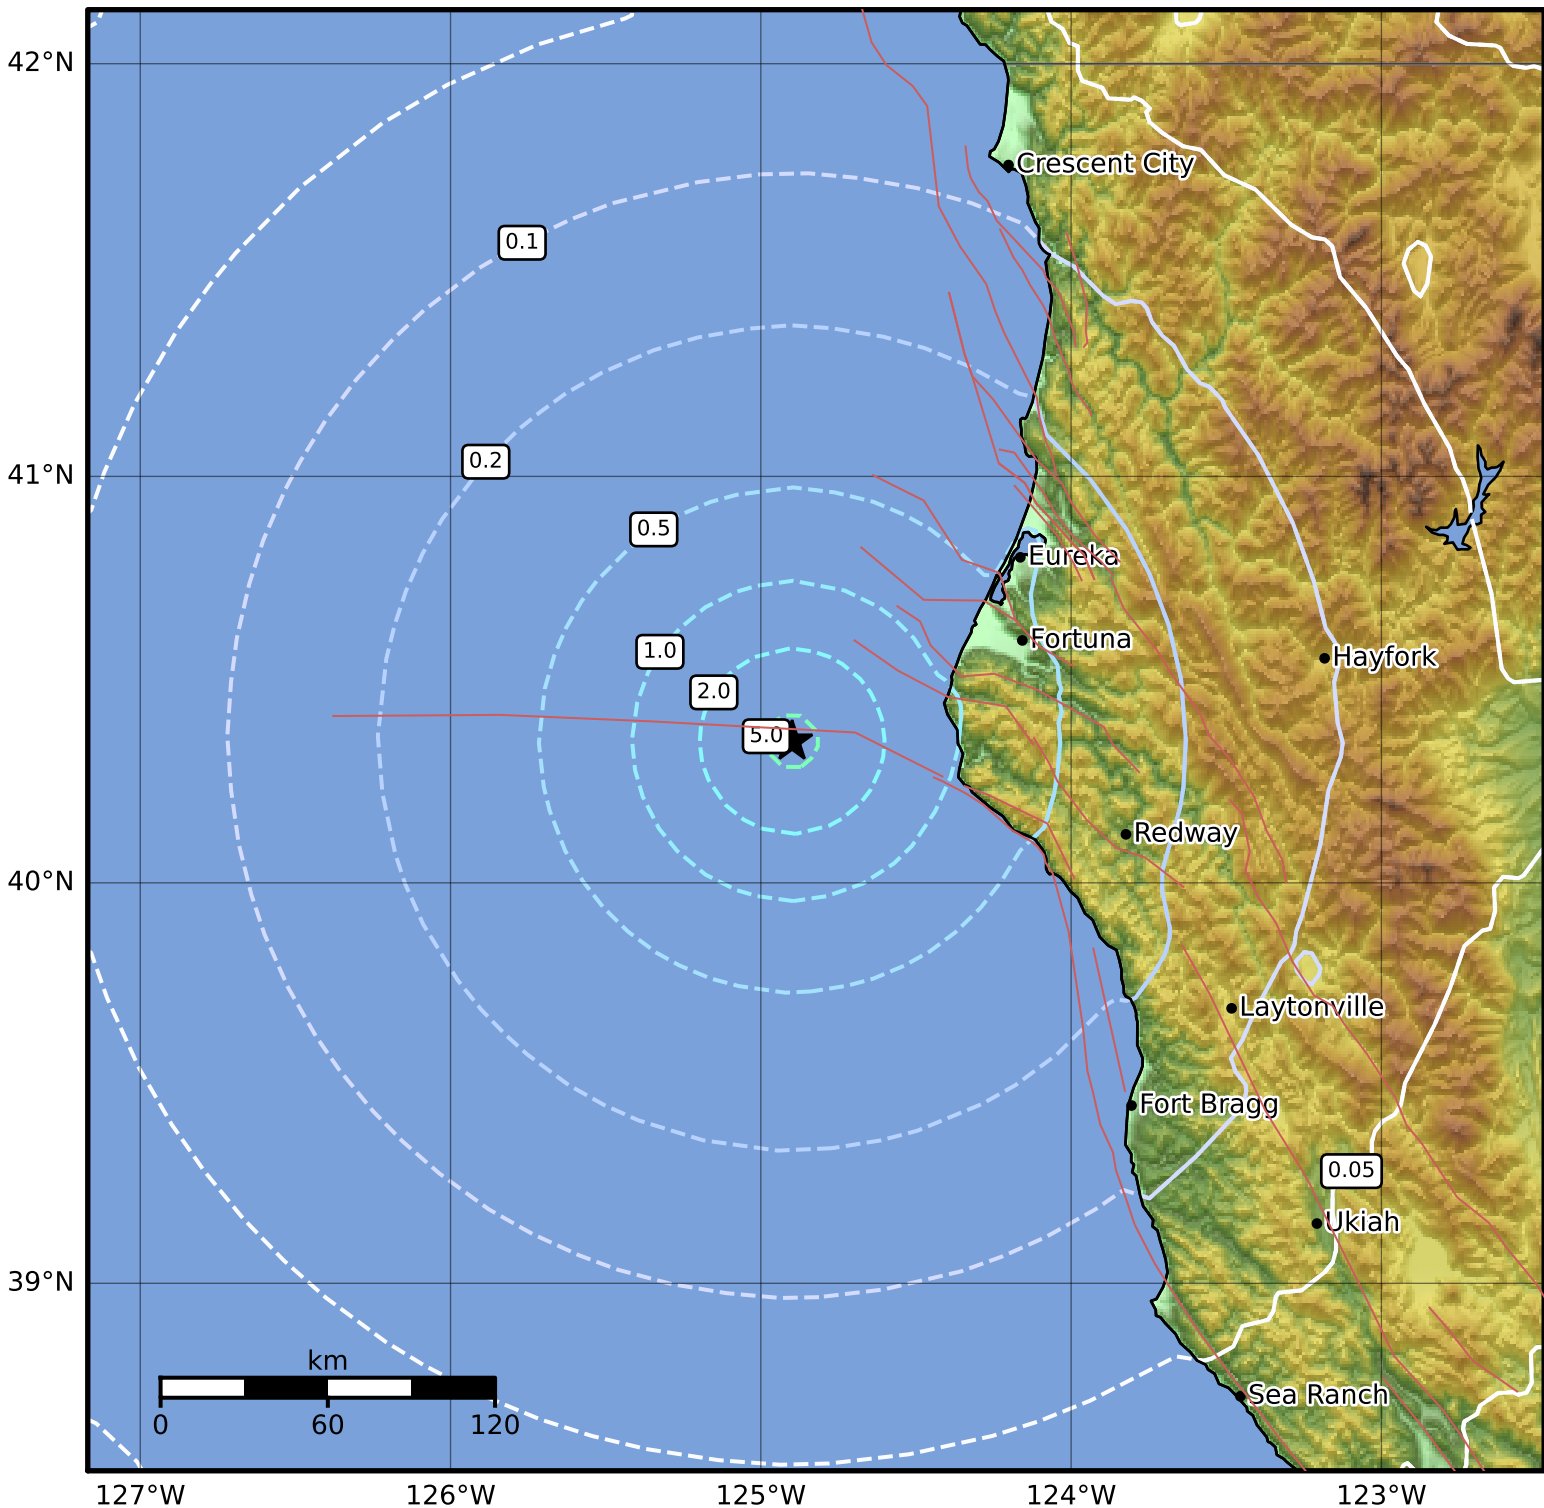 42°N
Crescent City
0.1
0.2
41°N
0.5
Eureka
Fortuna
1.0
Hayfork
2.0
5.0
Redway
40°N
Laytonville
Fort Bragg
0.05
Ukiah
39°N
km
0 60 120
Sea Ranch
127°W 126°W 125°W 124°W 123°W